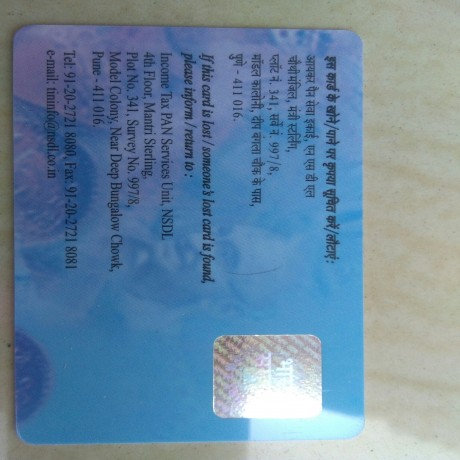 इस कार्ड के खोने/पाने पर कृपया सूचित करें/लौटाएं:
आयकर पैन सेवा इकाई, एन एस डी एल
चौथी मंजिल, मंत्री स्टर्लिंग,
प्लॉट नं. 341, सर्वे नं. 997/8,
मॉडल कालोनी, दीप बंगला चौक के पास,
पुणे - 411 016.
If this card is lost / someone's lost card is found,
please inform / return to :
Income Tax PAN Services Unit, NSDL
4th Floor, Mantri Sterling,
Plot No. 341, Survey No. 997/8,
Model Colony, Near Deep Bungalow Chowk,
Pune - 411 016.
Tel: 91-20-2721 8080, Fax: 91-20-2721 8081
e-mail: tininfo@nsdl.co.in